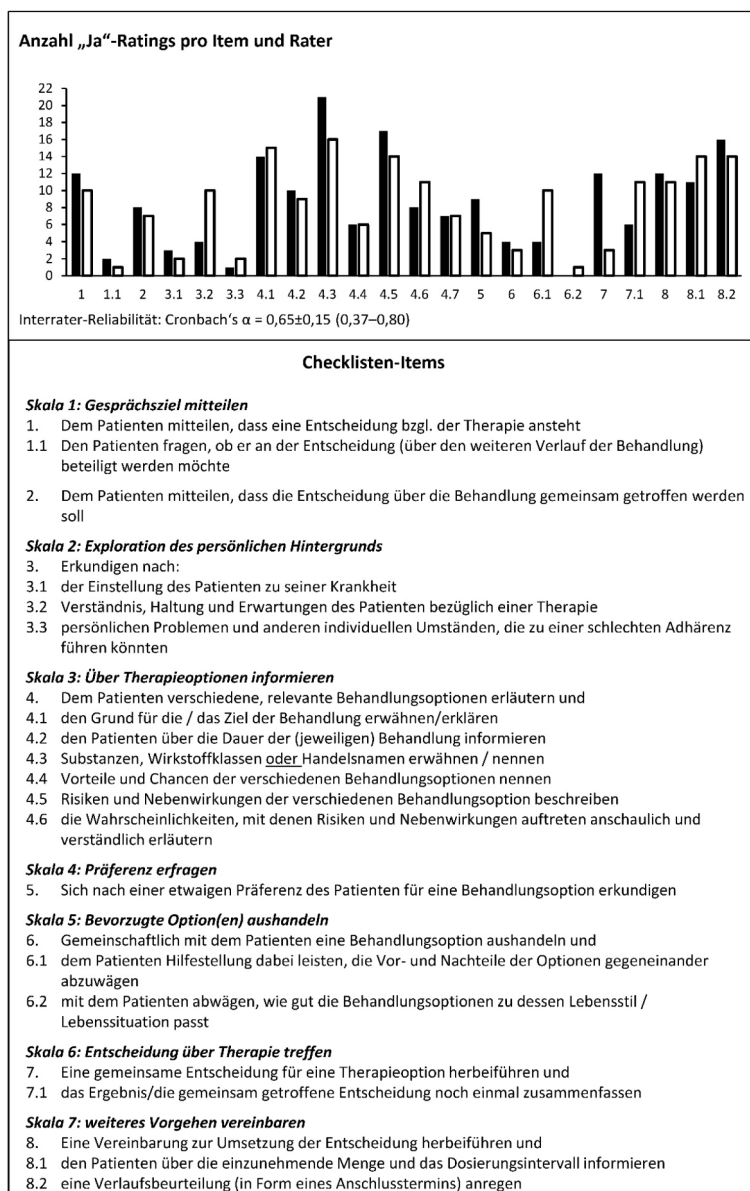 Anzahl „Ja“-Ratings pro Item und Rater
22
20
18
16
14
12
10
8
6
4
2
0
1 1.1 2 3.1 3.2 3.3 4.1 4.2 4.3 4.4 4.5 4.6 4.7 5 6 6.1 6.2 7 7.1 8 8.1 8.2
Interrater-Reliabilität: Cronbach‘s α = 0,65±0,15 (0,37–0,80)
Checklisten-Items
Skala 1: Gesprächsziel mitteilen
1. Dem Patienten mitteilen, dass eine Entscheidung bzgl. der Therapie ansteht
1.1 Den Patienten fragen, ob er an der Entscheidung (über den weiteren Verlauf der Behandlung)
beteiligt werden möchte
2. Dem Patienten mitteilen, dass die Entscheidung über die Behandlung gemeinsam getroffen werden
soll
Skala 2: Exploration des persönlichen Hintergrunds
3. Erkundigen nach:
3.1 der Einstellung des Patienten zu seiner Krankheit
3.2 Verständnis, Haltung und Erwartungen des Patienten bezüglich einer Therapie
3.3 persönlichen Problemen und anderen individuellen Umständen, die zu einer schlechten Adhärenz
führen könnten
Skala 3: Über Therapieoptionen informieren
4. Dem Patienten verschiedene, relevante Behandlungsoptionen erläutern und
4.1 den Grund für die / das Ziel der Behandlung erwähnen/erklären
4.2 den Patienten über die Dauer der (jeweiligen) Behandlung informieren
4.3 Substanzen, Wirkstoffklassen oder Handelsnamen erwähnen / nennen
4.4 Vorteile und Chancen der verschiedenen Behandlungsoptionen nennen
4.5 Risiken und Nebenwirkungen der verschiedenen Behandlungsoption beschreiben
4.6 die Wahrscheinlichkeiten, mit denen Risiken und Nebenwirkungen auftreten anschaulich und
verständlich erläutern
Skala 4: Präferenz erfragen
5. Sich nach einer etwaigen Präferenz des Patienten für eine Behandlungsoption erkundigen
Skala 5: Bevorzugte Option(en) aushandeln
6. Gemeinschaftlich mit dem Patienten eine Behandlungsoption aushandeln und
6.1 dem Patienten Hilfestellung dabei leisten, die Vor- und Nachteile der Optionen gegeneinander
abzuwägen
6.2 mit dem Patienten abwägen, wie gut die Behandlungsoptionen zu dessen Lebensstil /
Lebenssituation passt
Skala 6: Entscheidung über Therapie treffen
7. Eine gemeinsame Entscheidung für eine Therapieoption herbeiführen und
7.1 das Ergebnis/die gemeinsam getroffene Entscheidung noch einmal zusammenfassen
Skala 7: weiteres Vorgehen vereinbaren
8. Eine Vereinbarung zur Umsetzung der Entscheidung herbeiführen und
8.1 den Patienten über die einzunehmende Menge und das Dosierungsintervall informieren
8.2 eine Verlaufsbeurteilung (in Form eines Anschlusstermins) anregen